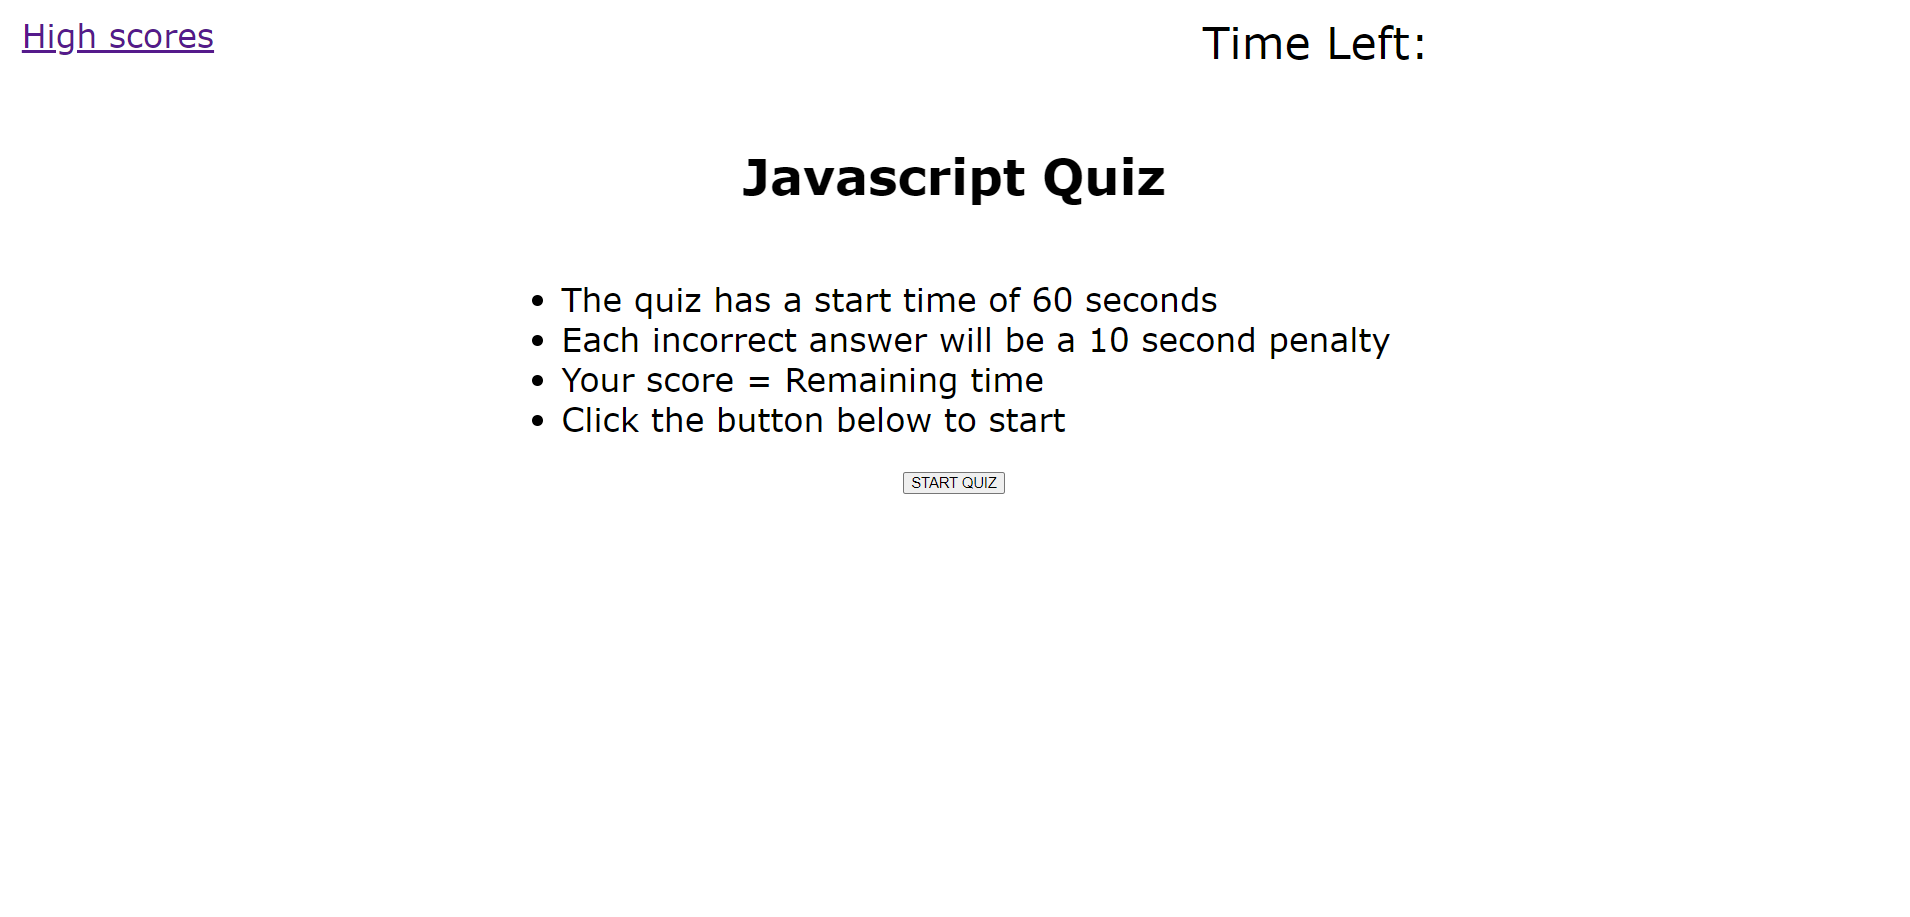 High scores
Time Left:
Javascript Quiz
• The quiz has a start time of 60 seconds
• Each incorrect answer will be a 10 second penalty
• Your score = Remaining time
• Click the button below to start
START QUIZ